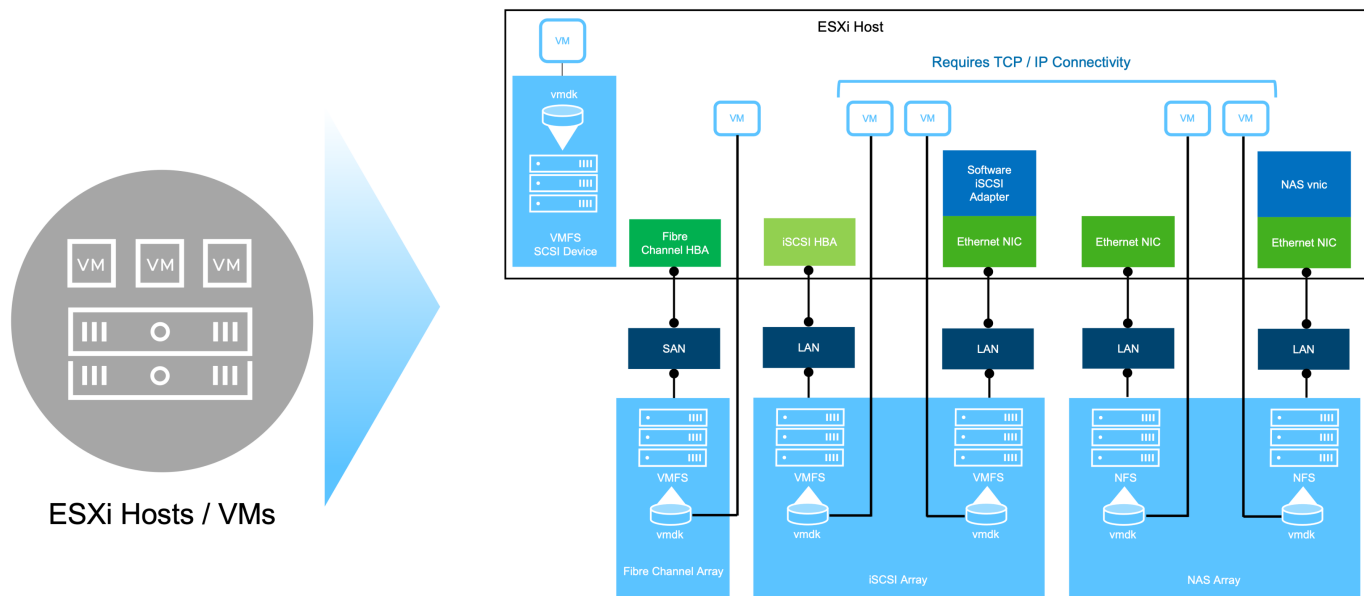 VM
VM
VM
ESXi Hosts / VMs
ESXi Host
VM
Requires TCP / IP Connectivity
vmdk
VM
VM
VM
VM
VM
VMFS
SCSI Device
Fibre
Channel HBA
iSCSI HBA
Software
iSCSI
Adapter
Ethernet NIC
Ethernet NIC
NAS vnic
Ethernet NIC
SAN
LAN
LAN
LAN
LAN
VMFS
VMFS
VMFS
NFS
NFS
vmdk
vmdk
vmdk
vmdk
vmdk
Fibre Channel Array
iSCSI Array
NAS Array